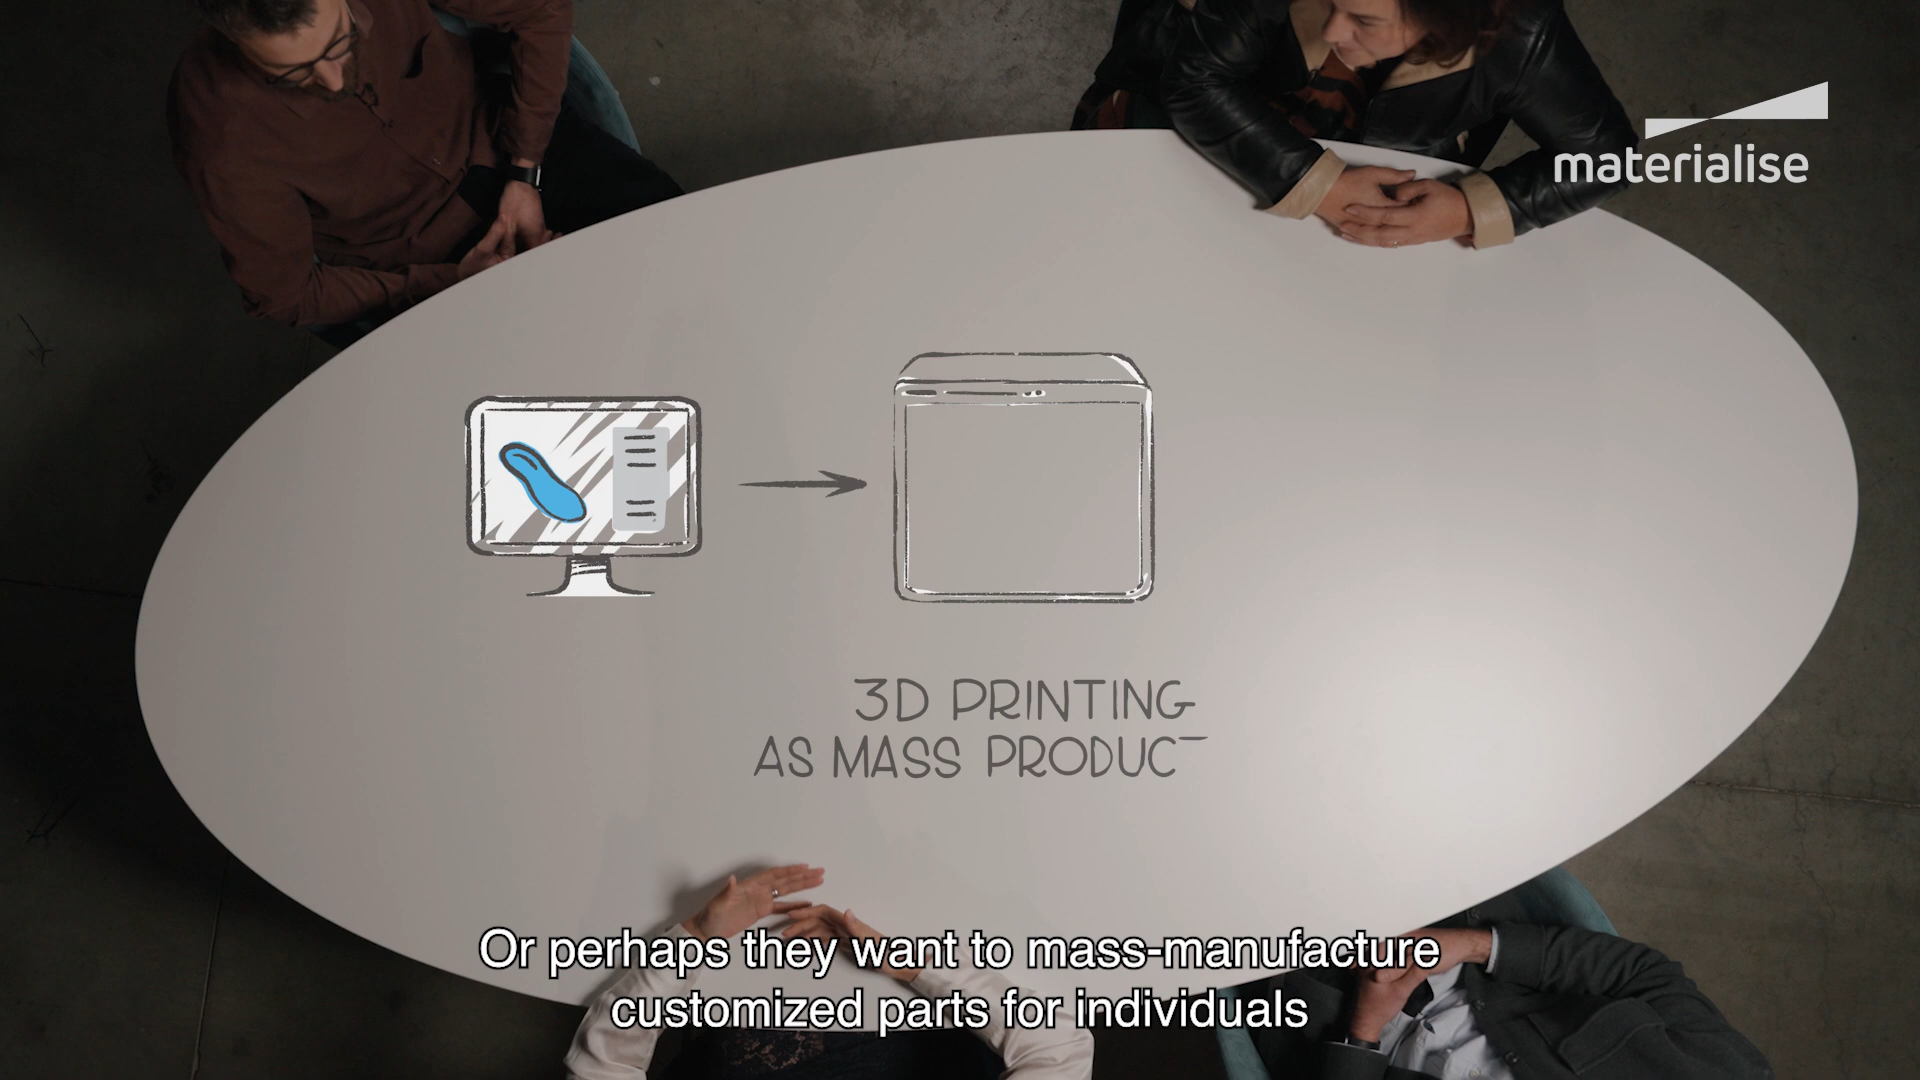 materialise
3D PRINTING
AS MASS PRODUC
Or perhaps they want to mass-manufacture
customized parts for individuals